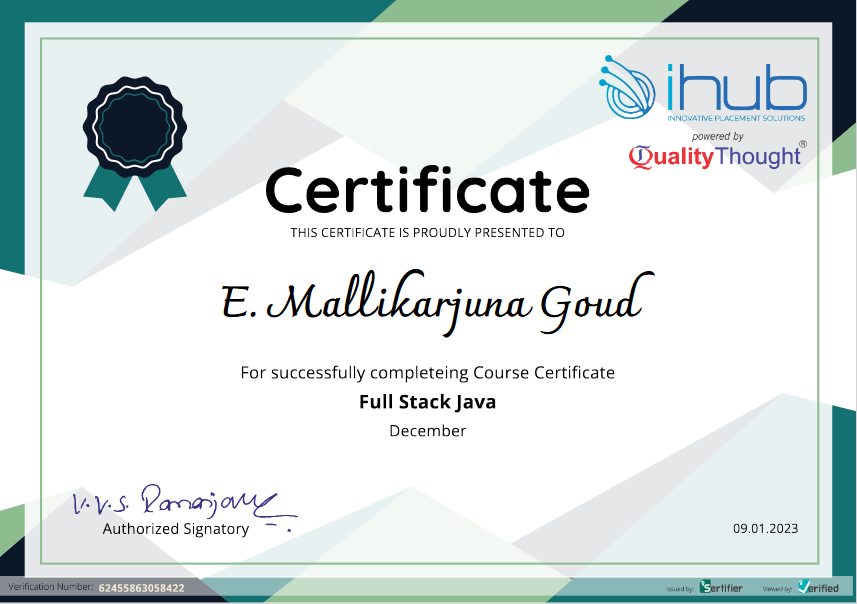 ihub
INNOVATIVE PLACEMENT SOLUTIONS
powered by
QualityThought®
Certificate
THIS CERTIFICATE IS PROUDLY PRESENTED TO
E. Mallikarjuna Goud
For successfully completeing Course Certificate
Full Stack Java
December
V.V.S. Ramanjaney
Authorized Signatory
09.01.2023
Verification Number: 62455863058422
Issued by: Sertifier Viewed by: Verified